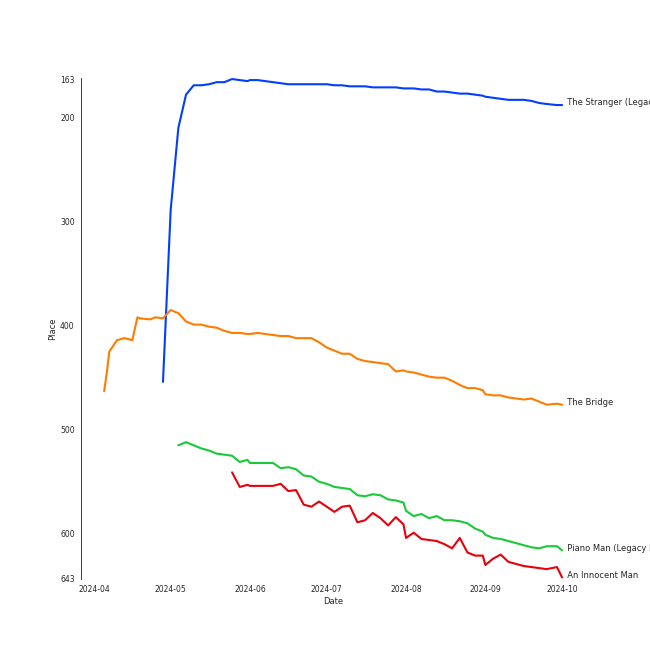 163
200
300
400
500
600
643
Place
2024-04
2024-05
2024-06
2024-07
2024-08
2024-09
2024-10
Date
The Stranger (Legac
The Bridge
Piano Man (Legacy
An Innocent Man